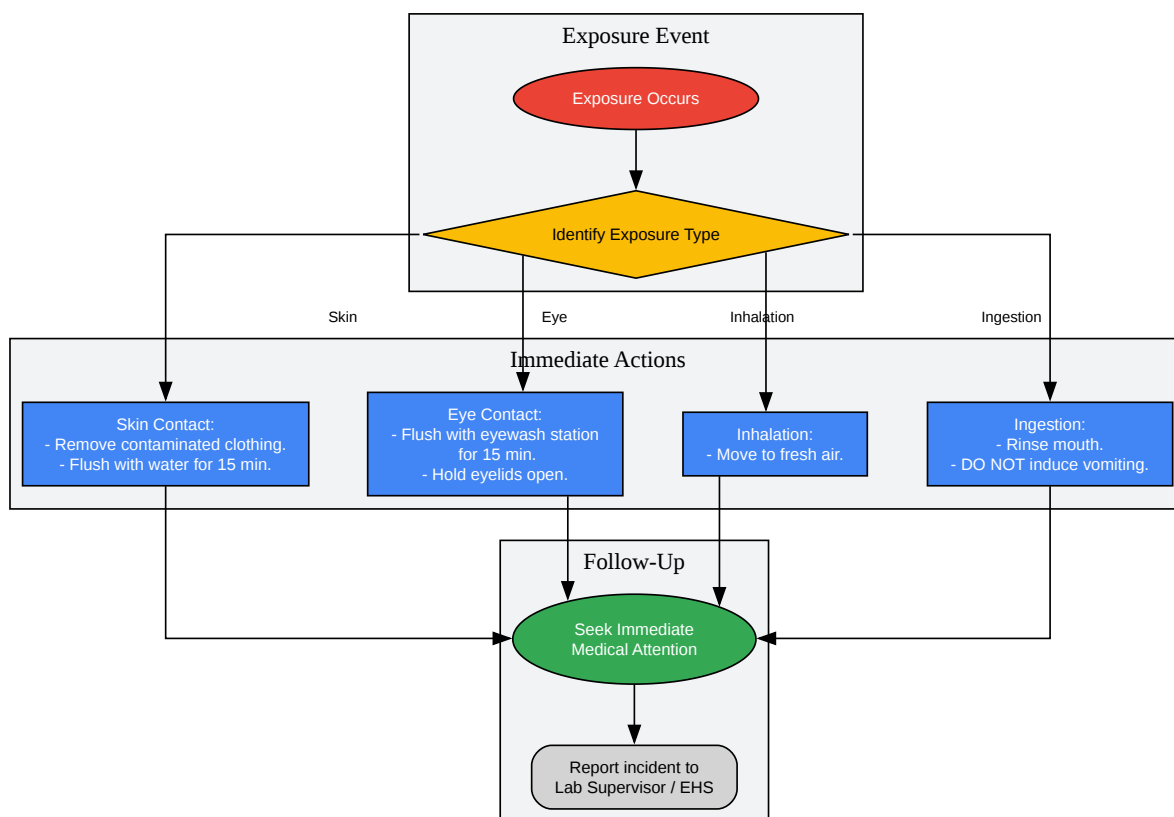 Exposure Event
Exposure Occurs
Identify Exposure Type
Skin
Eye
Inhalation
Ingestion
Immediate Actions
Skin Contact:
- Remove contaminated clothing.
- Flush with water for 15 min.
Eye Contact:
- Flush with eyewash station
for 15 min.
- Hold eyelids open.
Inhalation:
- Move to fresh air.
Ingestion:
- Rinse mouth.
- DO NOT induce vomiting.
Follow-Up
Seek Immediate
Medical Attention
Report incident to
Lab Supervisor / EHS